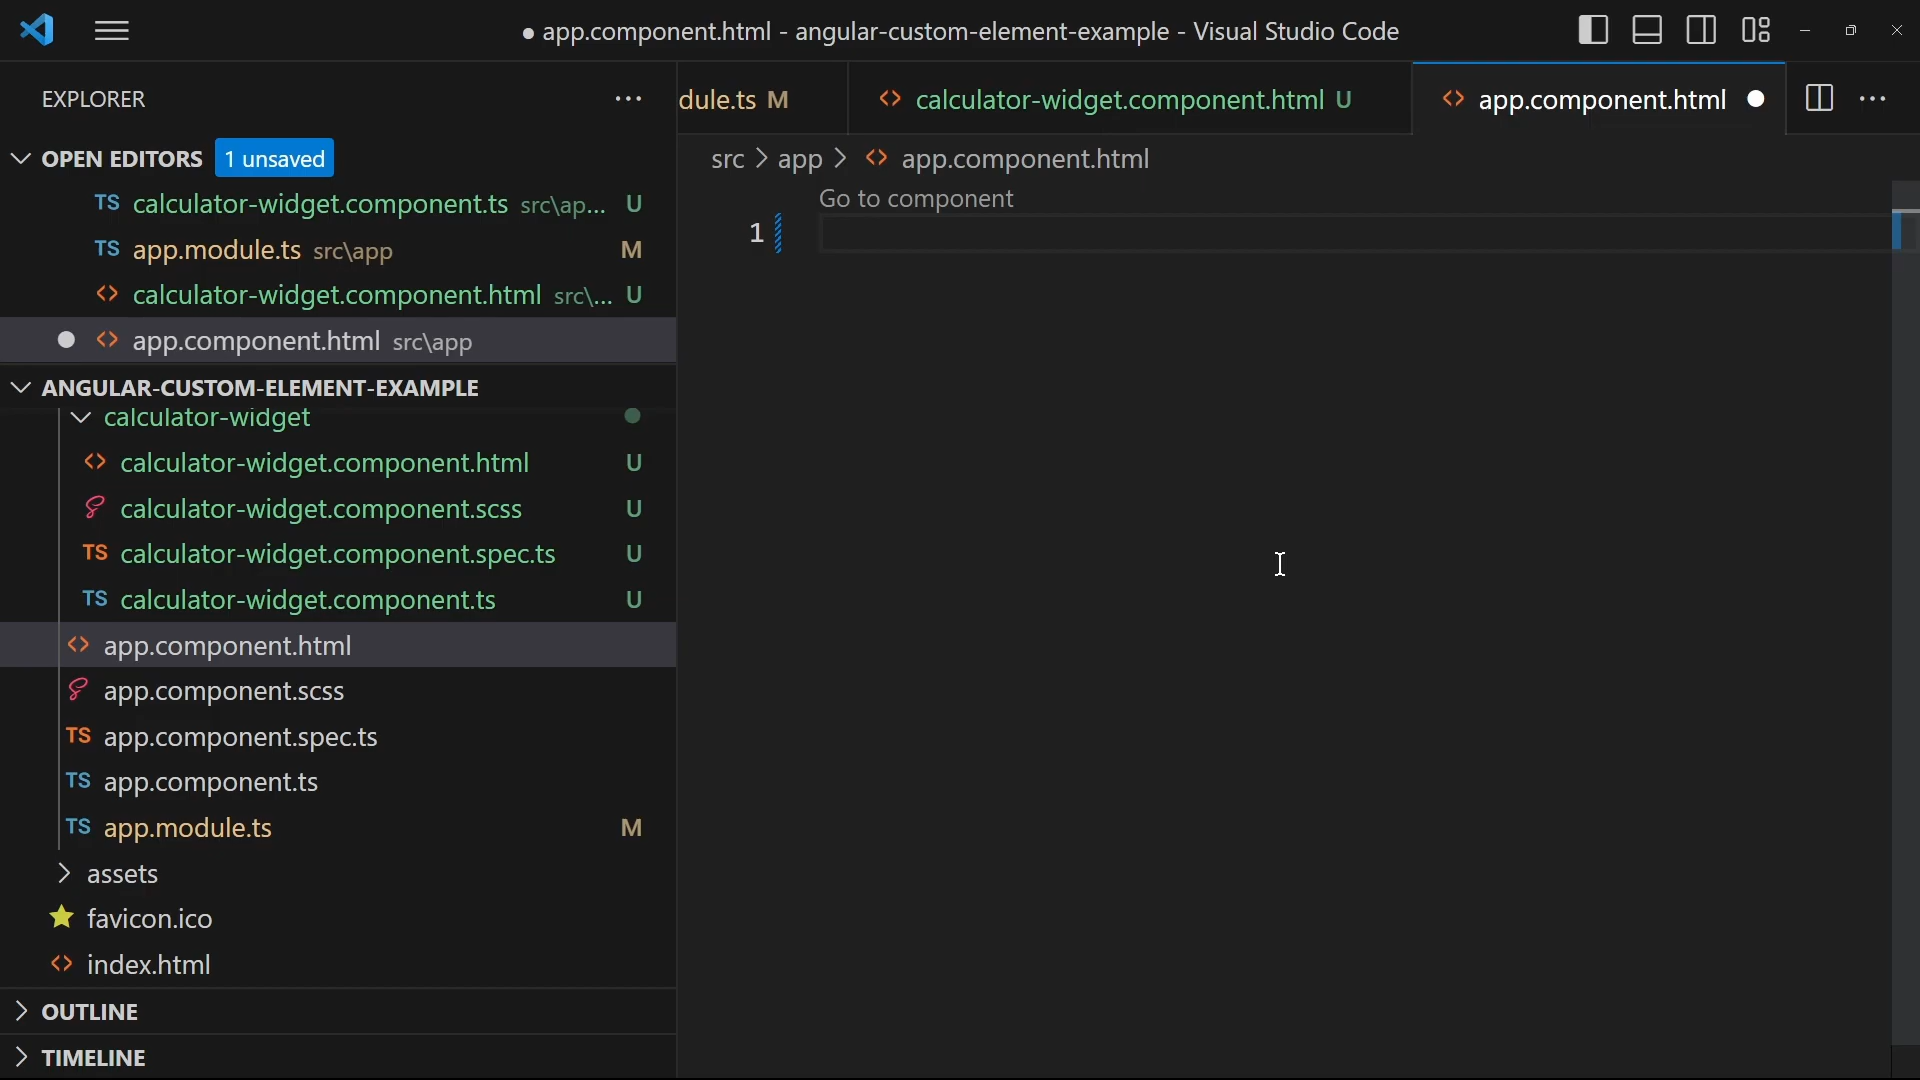 ● app.component.html - angular-custom-element-example - Visual Studio Code
EXPLORER
dule.ts M
calculator-widget.component.html U
app.component.html
OPEN EDITORS 1 unsaved
src > app > app.component.html
TS calculator-widget.component.ts src\ap... U
Go to component
1
TS app.module.ts src\app M
calculator-widget.component.html src\... U
app.component.html src\app
ANGULAR-CUSTOM-ELEMENT-EXAMPLE
calculator-widget
calculator-widget.component.html U
calculator-widget.component.scss U
TS calculator-widget.component.spec.ts U
TS calculator-widget.component.ts U
app.component.html
app.component.scss
TS app.component.spec.ts
TS app.component.ts
TS app.module.ts M
assets
favicon.ico
index.html
OUTLINE
TIMELINE